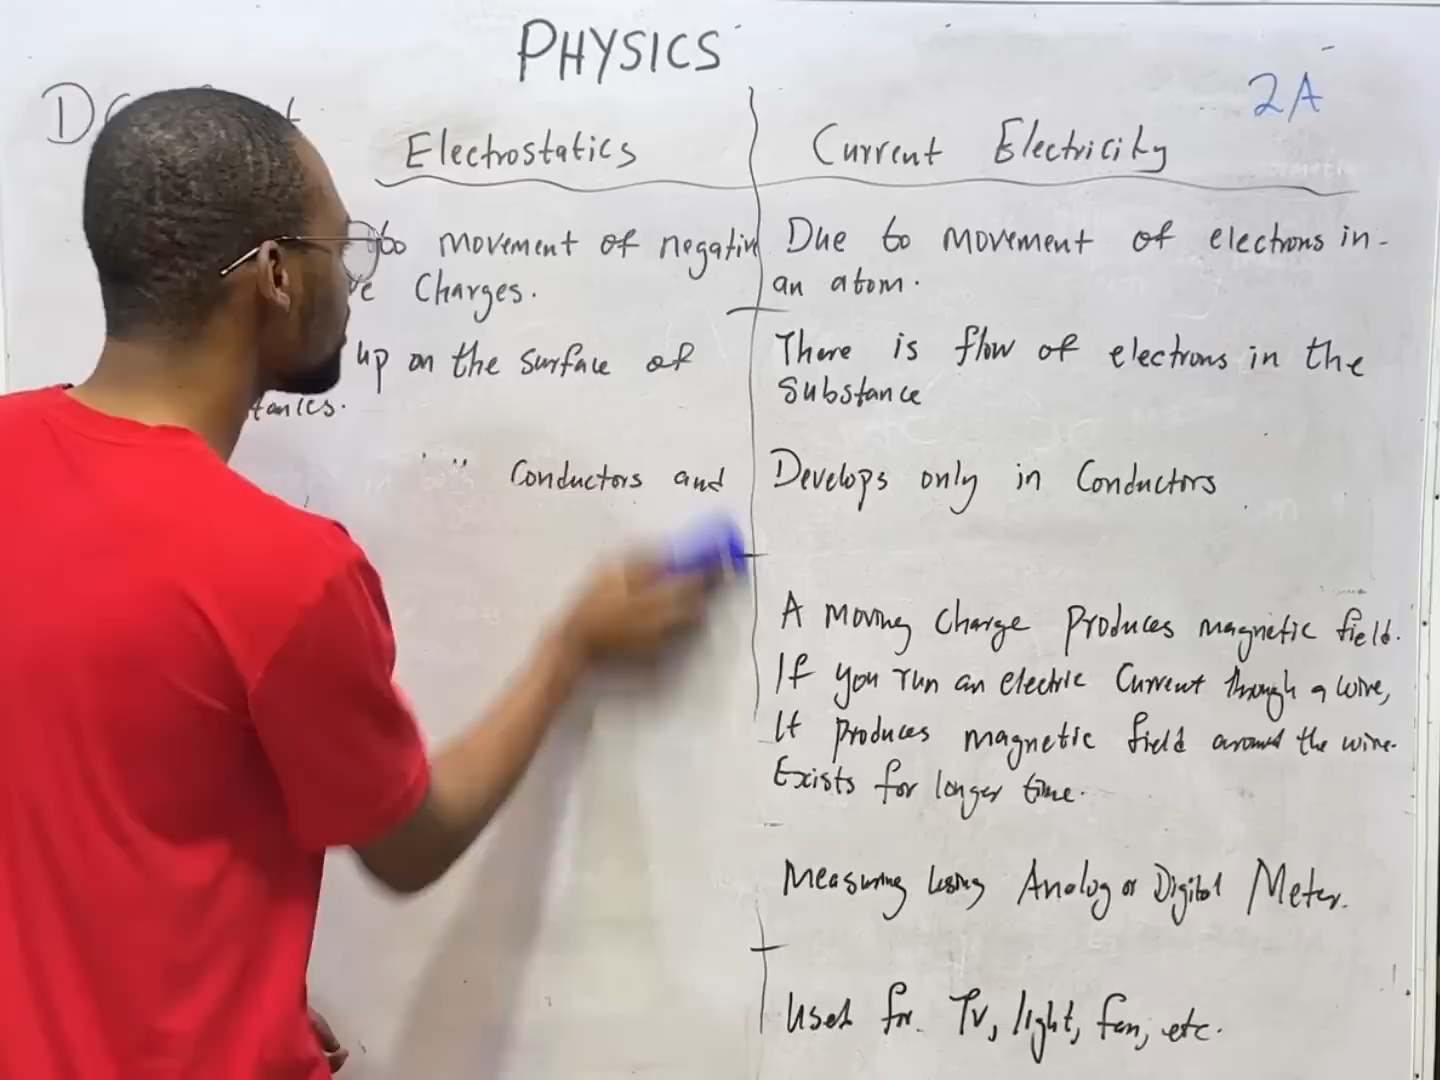 PHYSICS
2A
Electrostatics
Current Electricity
to movement of negative
ve Charges.
up on the surface of
Conductors and
Due to movement of electrons in-
an atom.
There is flow of electrons in the
Substance
Develops only in Conductors
A moving charge produces magnetic field.
If you run an electric current through a wire,
It produces magnetic field around the wire.
Exists for longer time.
Measuring using Analog or Digital Meter.
Used for Tv, light, fan, etc.